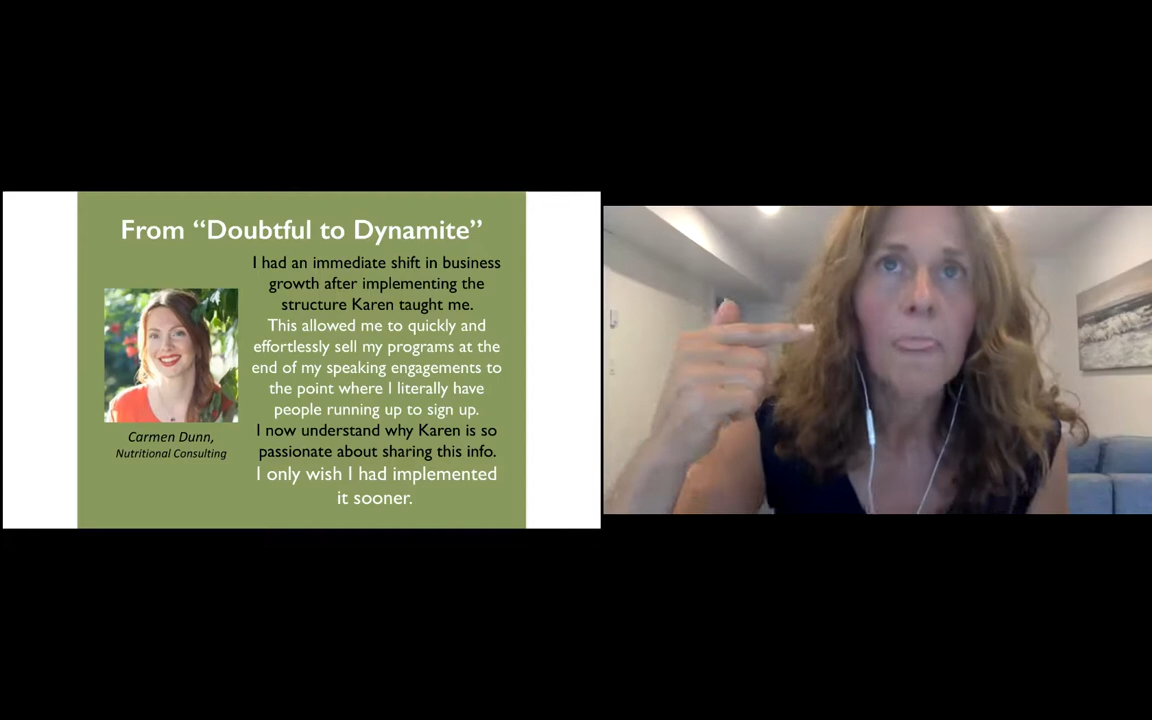 From “Doubtful to Dynamite”
I had an immediate shift in business
growth after implementing the
structure Karen taught me.
This allowed me to quickly and
effortlessly sell my programs at the
end of my speaking engagements to
the point where I literally have
people running up to sign up.
I now understand why Karen is so
passionate about sharing this info.
I only wish I had implemented
it sooner.
Carmen Dunn,
Nutritional Consulting